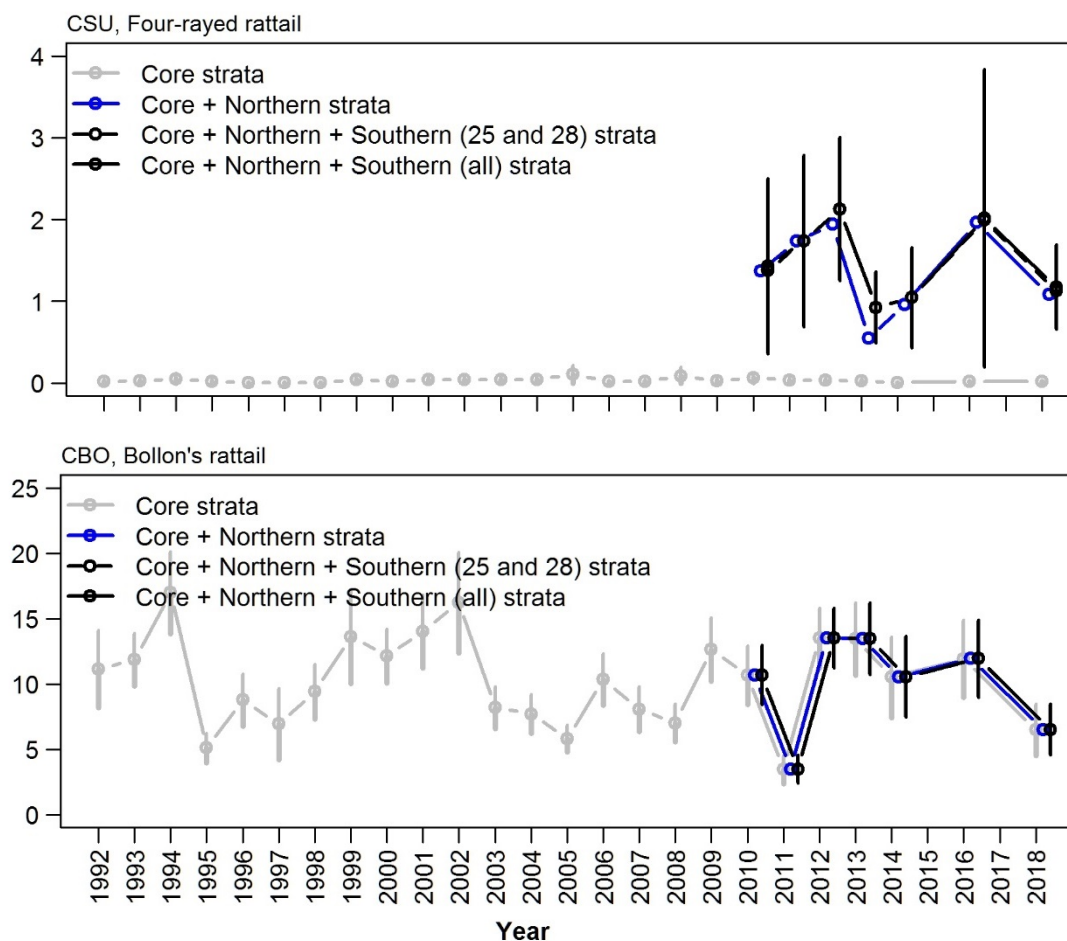 CSU, Four-rayed rattail
4
3
2
1
0
Core strata
Core + Northern strata
Core + Northern + Southern (25 and 28) strata
Core + Northern + Southern (all) strata
CBO, Bollon's rattail
25
20
15
10
5
0
Core strata
Core + Northern strata
Core + Northern + Southern (25 and 28) strata
Core + Northern + Southern (all) strata
1992 1993 1994 1995 1996 1997 1998 1999 2000 2001 2002 2003 2004 2005 2006 2007 2008 2009 2010 2011 2012 2013 2014 2015 2016 2017 2018
Year